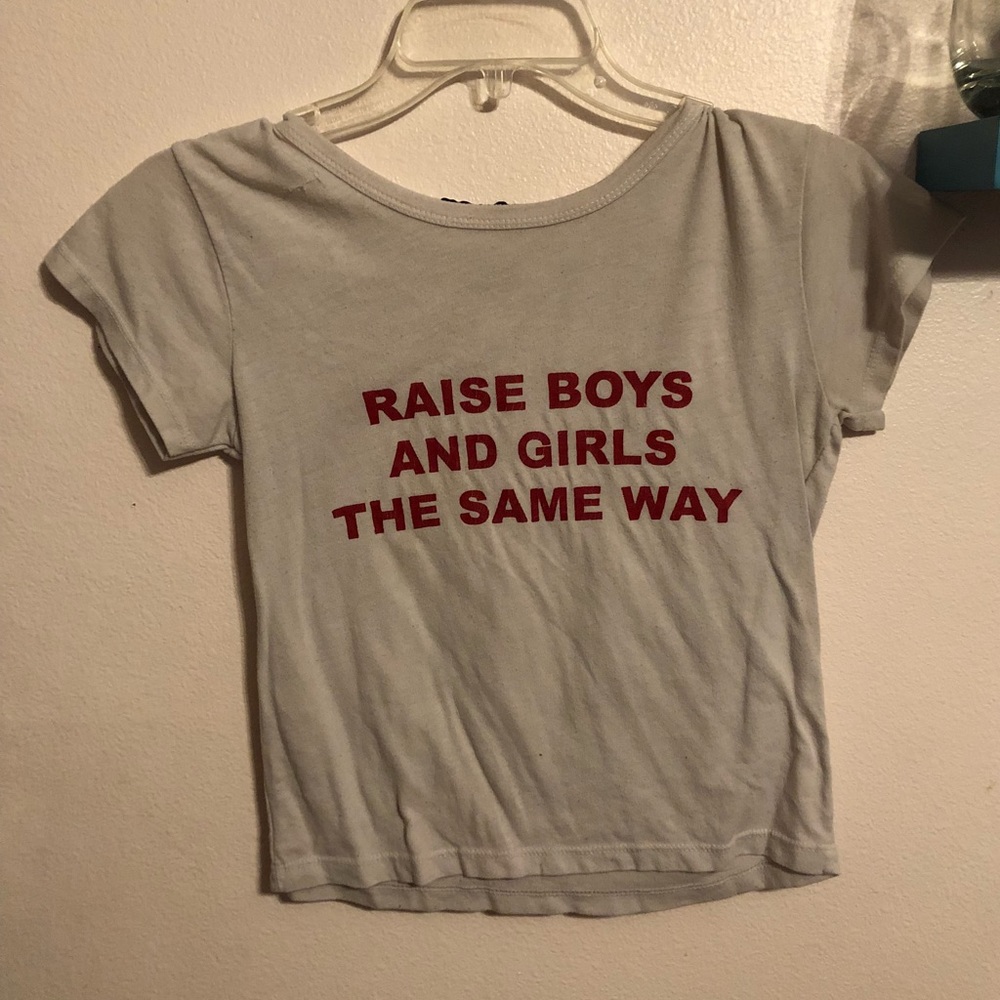 RAISE BOYS
AND GIRLS
THE SAME WAY